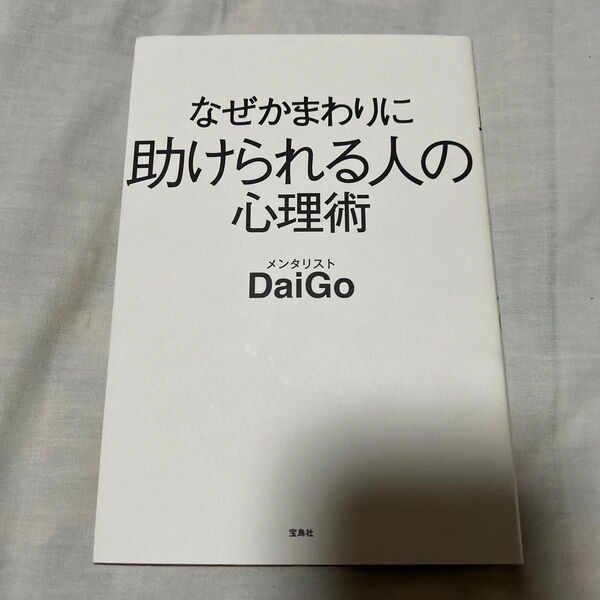 なぜかまわりに
助けられる人の
心理術
メンタリスト
DaiGo
宝島社